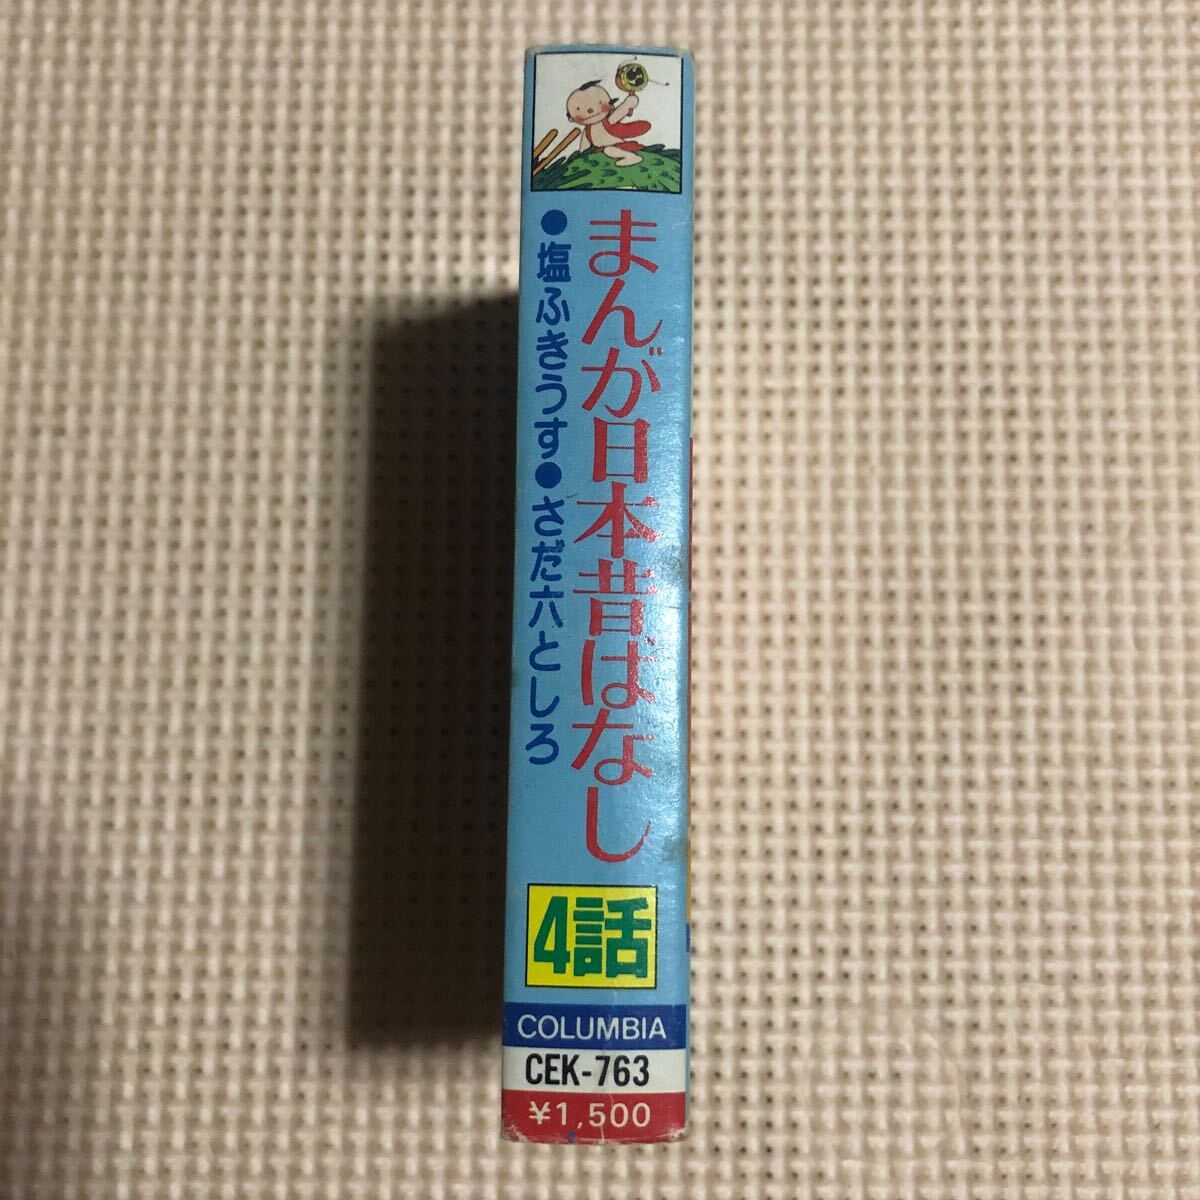 まんが日本昔ばなし
●塩ふきうす●さだ六としろ
4話
COLUMBIA
CEK-763
¥1,500